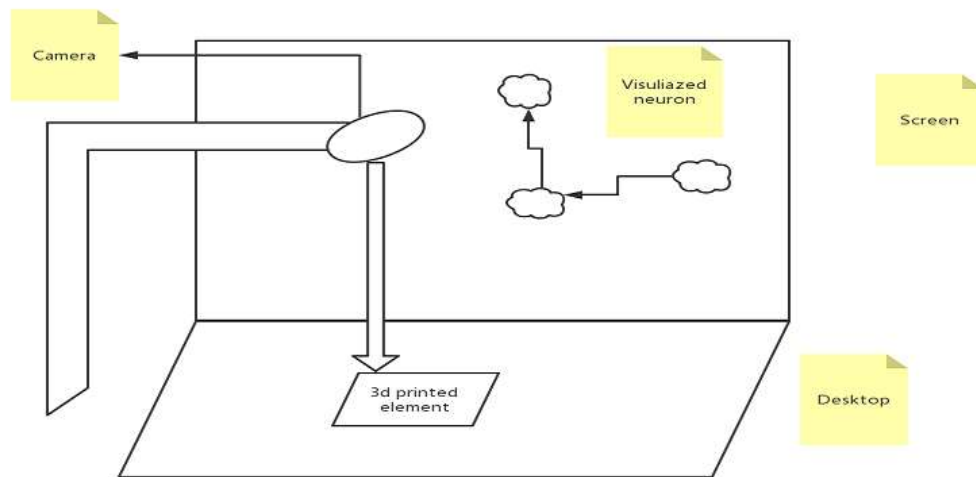 Camera
Visuliazed
neuron
Screen
3d printed
element
Desktop